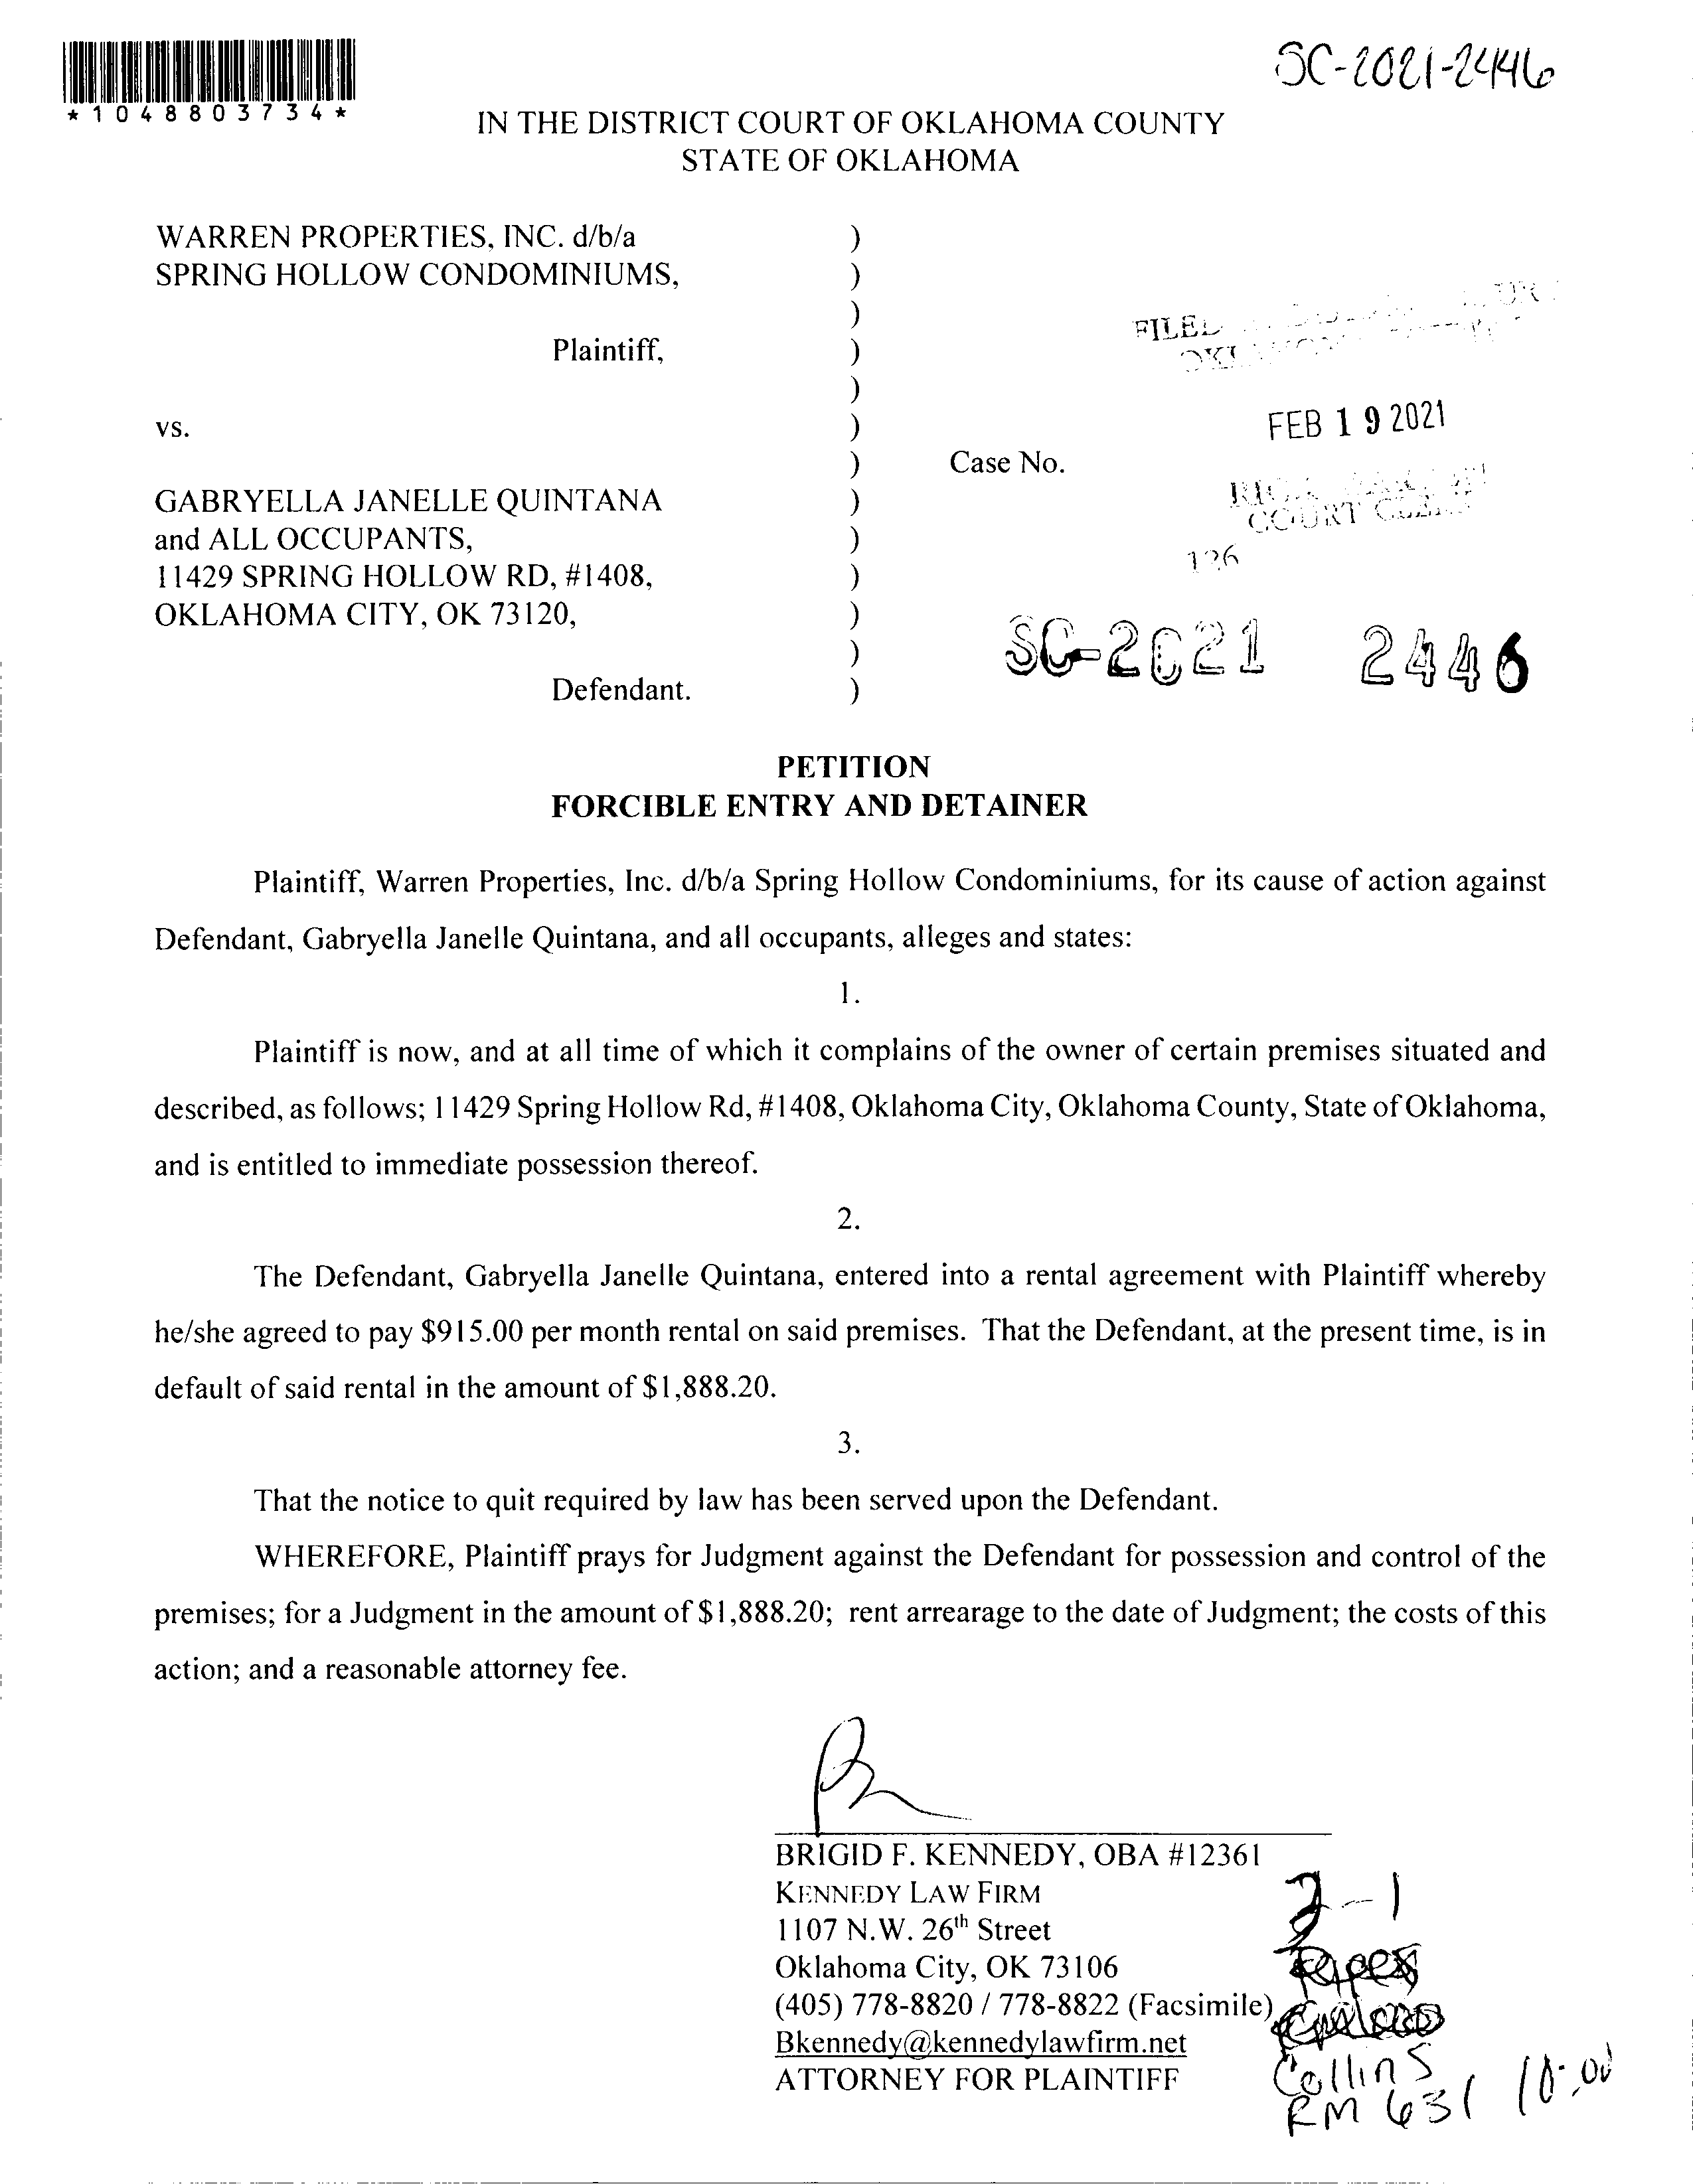 SC-2021-2446
*1048803734*
IN THE DISTRICT COURT OF OKLAHOMA COUNTY
STATE OF OKLAHOMA
WARREN PROPERTIES, INC. d/b/a )
SPRING HOLLOW CONDOMINIUMS, )
)
Plaintiff, )
)
vs. )
) Case No.
GABRYELLA JANELLE QUINTANA )
and ALL OCCUPANTS, )
11429 SPRING HOLLOW RD, #1408, )
OKLAHOMA CITY, OK 73120, )
)
Defendant. )
FILED
FEB 19 2021
COURT CLERK
126
SC-2021 2446
PETITION
FORCIBLE ENTRY AND DETAINER
Plaintiff, Warren Properties, Inc. d/b/a Spring Hollow Condominiums, for its cause of action against
Defendant, Gabryella Janelle Quintana, and all occupants, alleges and states:
1.
Plaintiff is now, and at all time of which it complains of the owner of certain premises situated and
described, as follows; 11429 Spring Hollow Rd, #1408, Oklahoma City, Oklahoma County, State of Oklahoma,
and is entitled to immediate possession thereof.
2.
The Defendant, Gabryella Janelle Quintana, entered into a rental agreement with Plaintiff whereby
he/she agreed to pay $915.00 per month rental on said premises. That the Defendant, at the present time, is in
default of said rental in the amount of $1,888.20.
3.
That the notice to quit required by law has been served upon the Defendant.
WHEREFORE, Plaintiff prays for Judgment against the Defendant for possession and control of the
premises; for a Judgment in the amount of $1,888.20; rent arrearage to the date of Judgment; the costs of this
action; and a reasonable attorney fee.
BRIGID F. KENNEDY, OBA #12361
KENNEDY LAW FIRM
1107 N.W. 26th Street
Oklahoma City, OK 73106
(405) 778-8820 / 778-8822 (Facsimile)
Bkennedy@kennedylawfirm.net
ATTORNEY FOR PLAINTIFF
Collins
RM 631 10:00